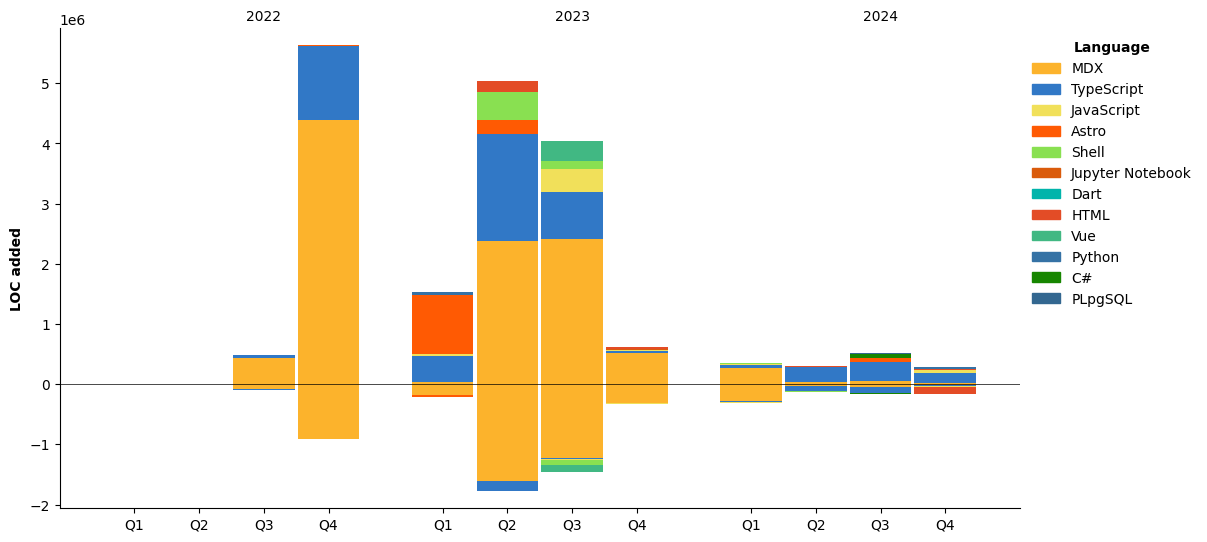 2022 2023 2024
1e6
5
4
3
2
1
0
−1
−2
LOC added
Q1 Q2 Q3 Q4 Q1 Q2 Q3 Q4 Q1 Q2 Q3 Q4
Language
MDX
TypeScript
JavaScript
Astro
Shell
Jupyter Notebook
Dart
HTML
Vue
Python
C#
PLpgSQL